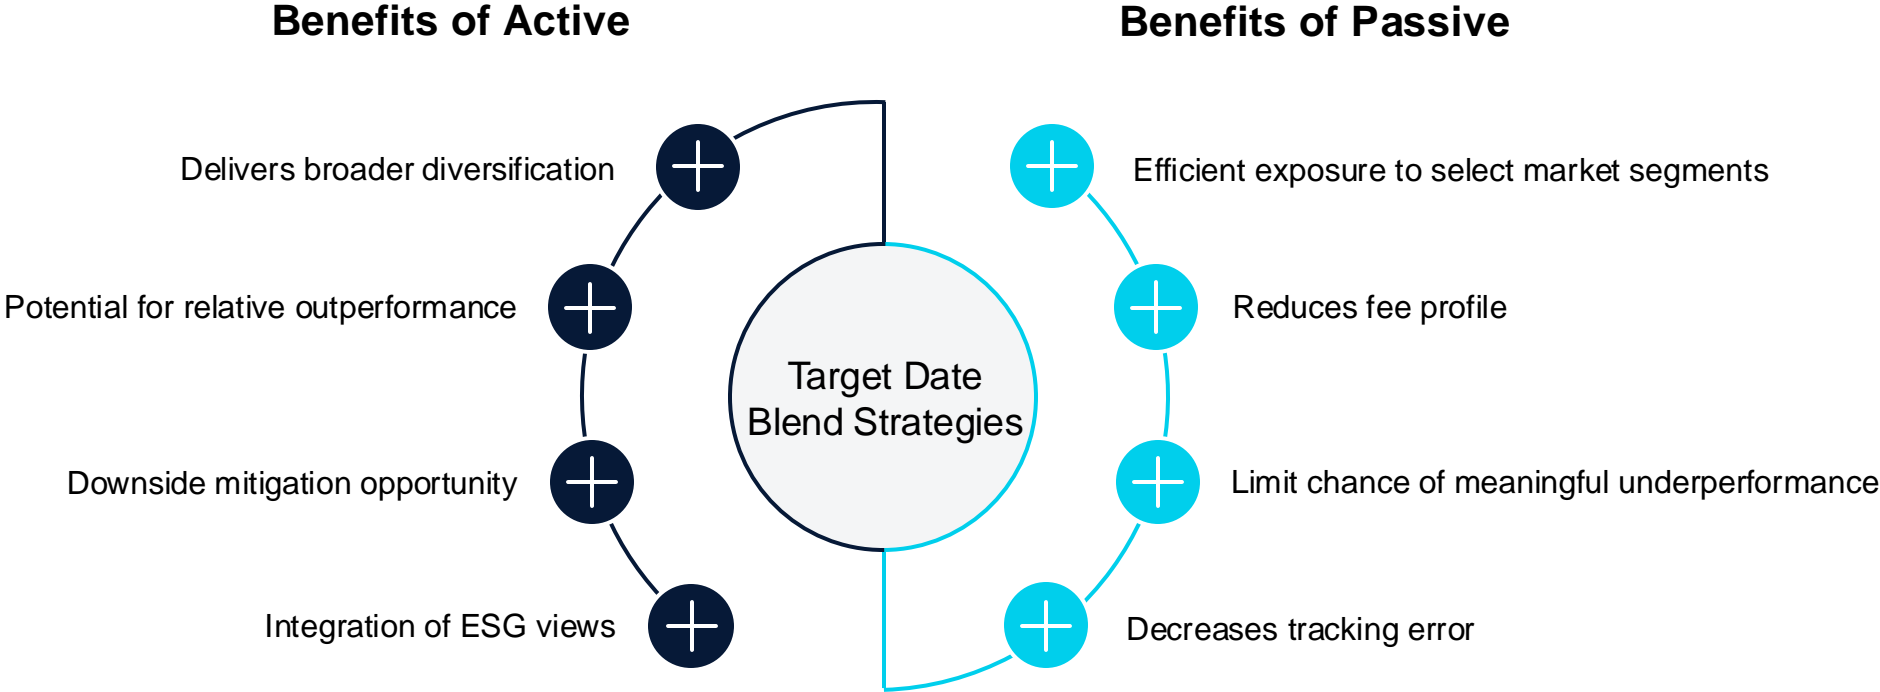 Benefits of Active
Benefits of Passive
Delivers broader diversification
Efficient exposure to select market segments
Potential for relative outperformance
Reduces fee profile
Target Date
Blend Strategies
Downside mitigation opportunity
Limit chance of meaningful underperformance
Integration of ESG views
Decreases tracking error